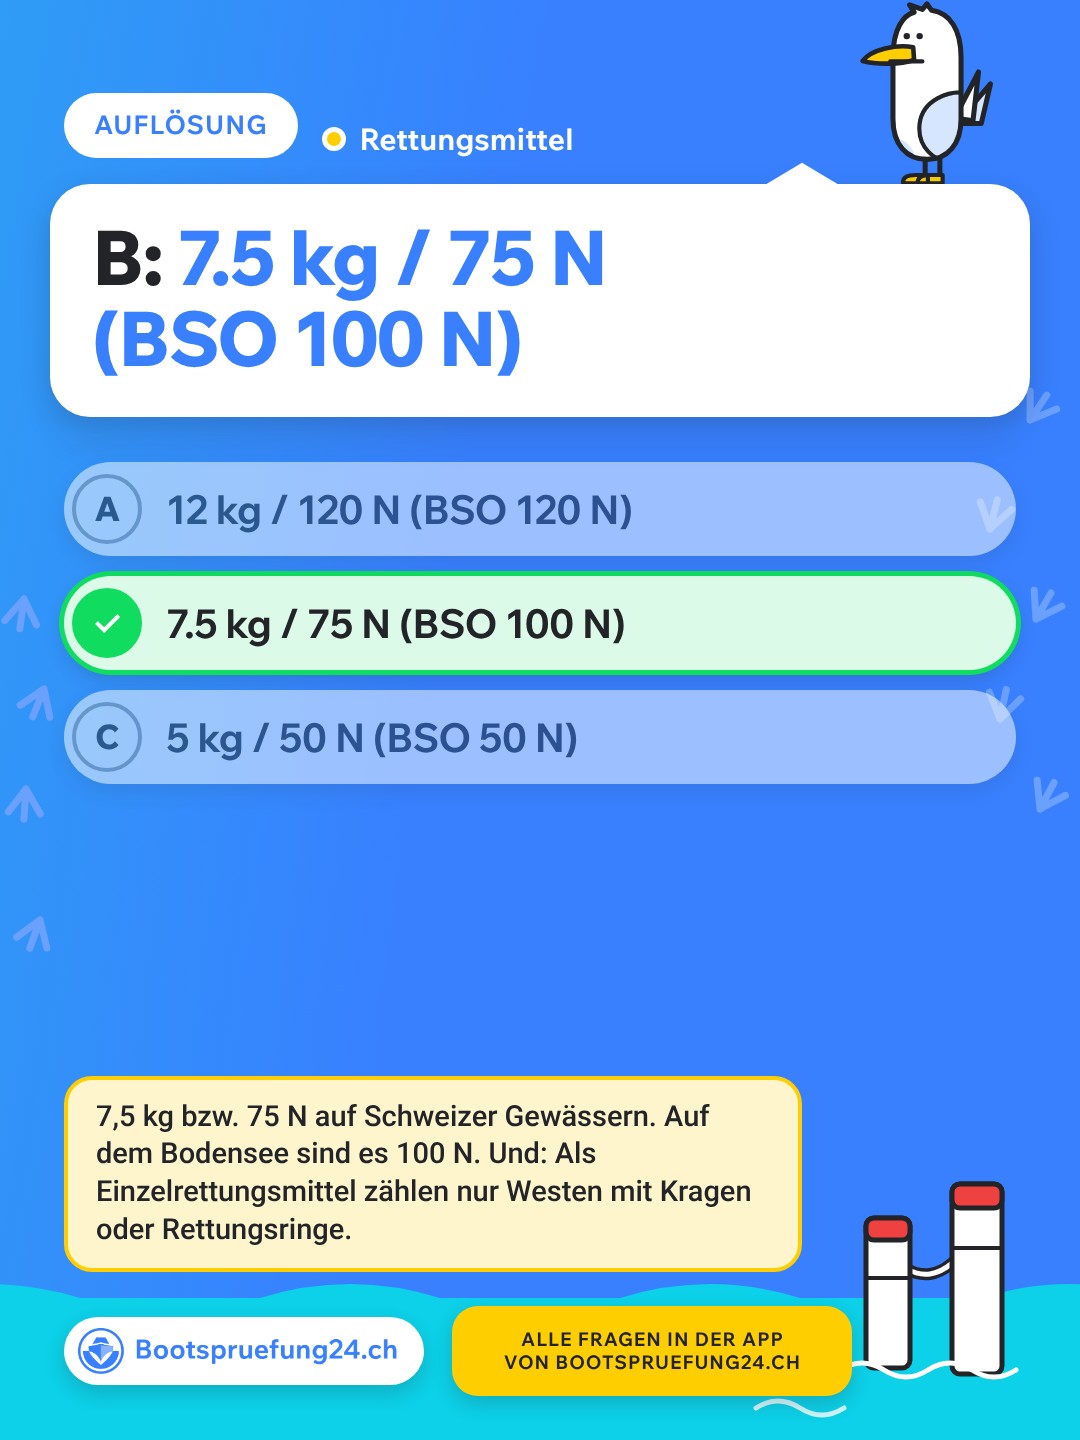 AUFLÖSUNG
Rettungsmittel
B: 7.5 kg / 75 N
(BSO 100 N)
A
12 kg / 120 N (BSO 120 N)
7.5 kg / 75 N (BSO 100 N)
C
5 kg / 50 N (BSO 50 N)
7,5 kg bzw. 75 N auf Schweizer Gewässern. Auf
dem Bodensee sind es 100 N. Und: Als
Einzelrettungsmittel zählen nur Westen mit Kragen
oder Rettungsringe.
Bootspruefung24.ch
ALLE FRAGEN IN DER APP
VON BOOTSPRUEFUNG24.CH